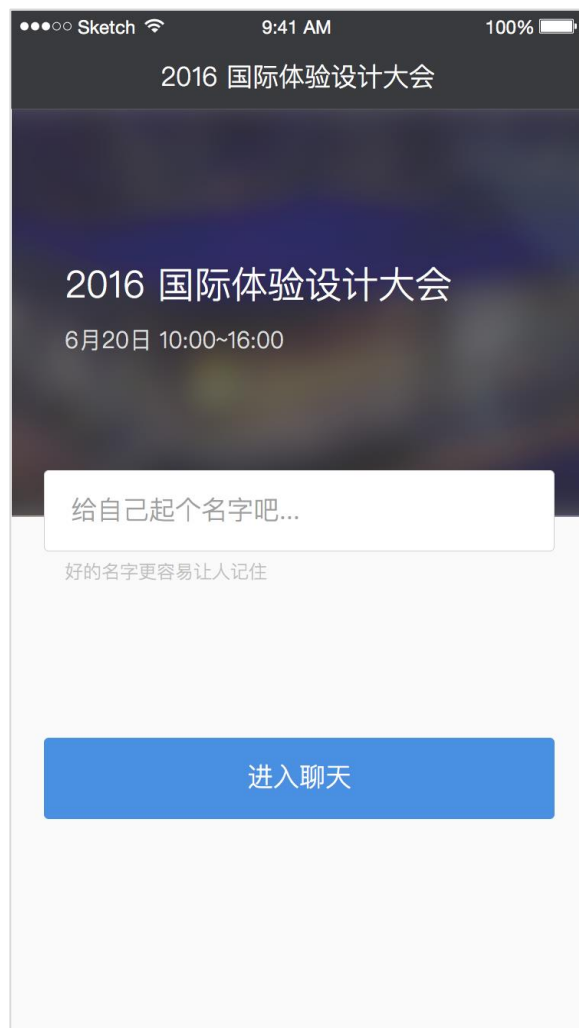 ●●●○○ Sketch 9:41 AM 100%
2016 国际体验设计大会
2016 国际体验设计大会
6月20日 10:00~16:00
给自己起个名字吧...
好的名字更容易让人记住
进入聊天